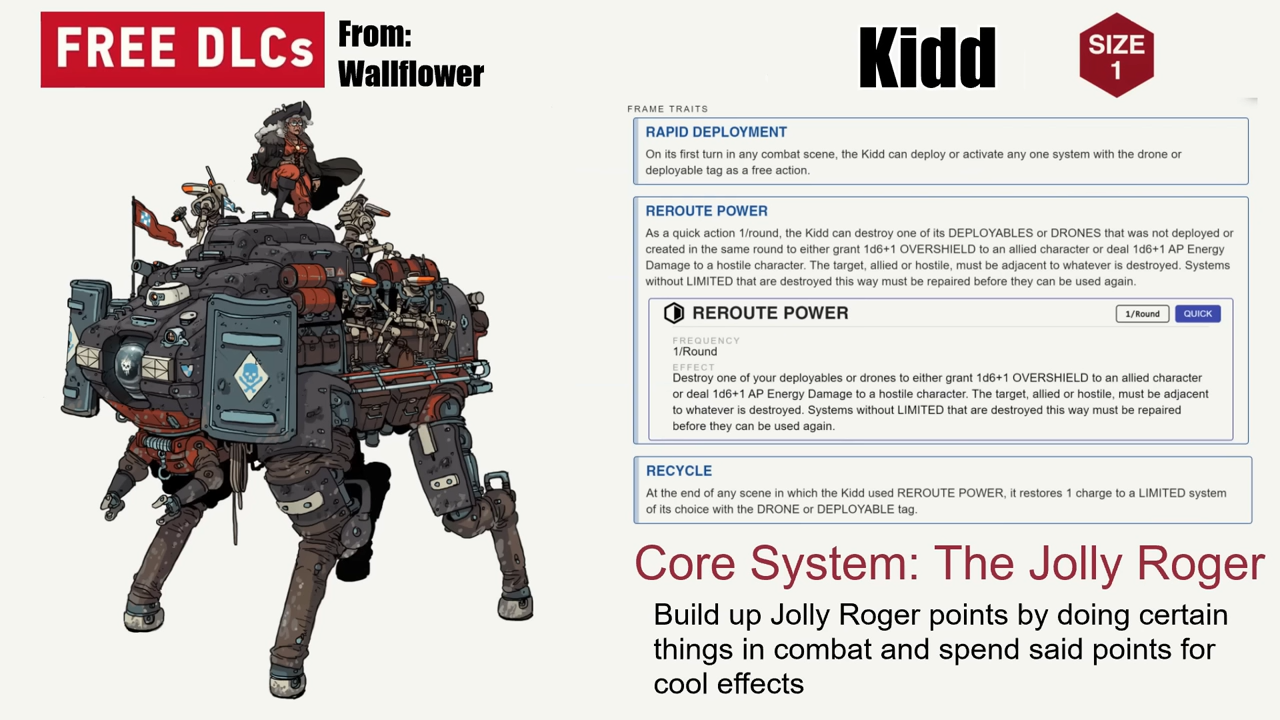 FREE DLCs
From:
Wallflower
Kidd
SIZE
1
FRAME TRAITS
RAPID DEPLOYMENT
On its first turn in any combat scene, the Kidd can deploy or activate any one system with the drone or
deployable tag as a free action.
REROUTE POWER
As a quick action 1/round, the Kidd can destroy one of its DEPLOYABLES or DRONES that was not deployed or
created in the same round to either grant 1d6+1 OVERSHIELD to an allied character or deal 1d6+1 AP Energy
Damage to a hostile character. The target, allied or hostile, must be adjacent to whatever is destroyed. Systems
without LIMITED that are destroyed this way must be repaired before they can be used again.
REROUTE POWER
1/Round
QUICK
FREQUENCY
1/Round
EFFECT
Destroy one of your deployables or drones to either grant 1d6+1 OVERSHIELD to an allied character
or deal 1d6+1 AP Energy Damage to a hostile character. The target, allied or hostile, must be adjacent
to whatever is destroyed. Systems without LIMITED that are destroyed this way must be repaired
before they can be used again.
RECYCLE
At the end of any scene in which the Kidd used REROUTE POWER, it restores 1 charge to a LIMITED system
of its choice with the DRONE or DEPLOYABLE tag.
Core System: The Jolly Roger
Build up Jolly Roger points by doing certain
things in combat and spend said points for
cool effects